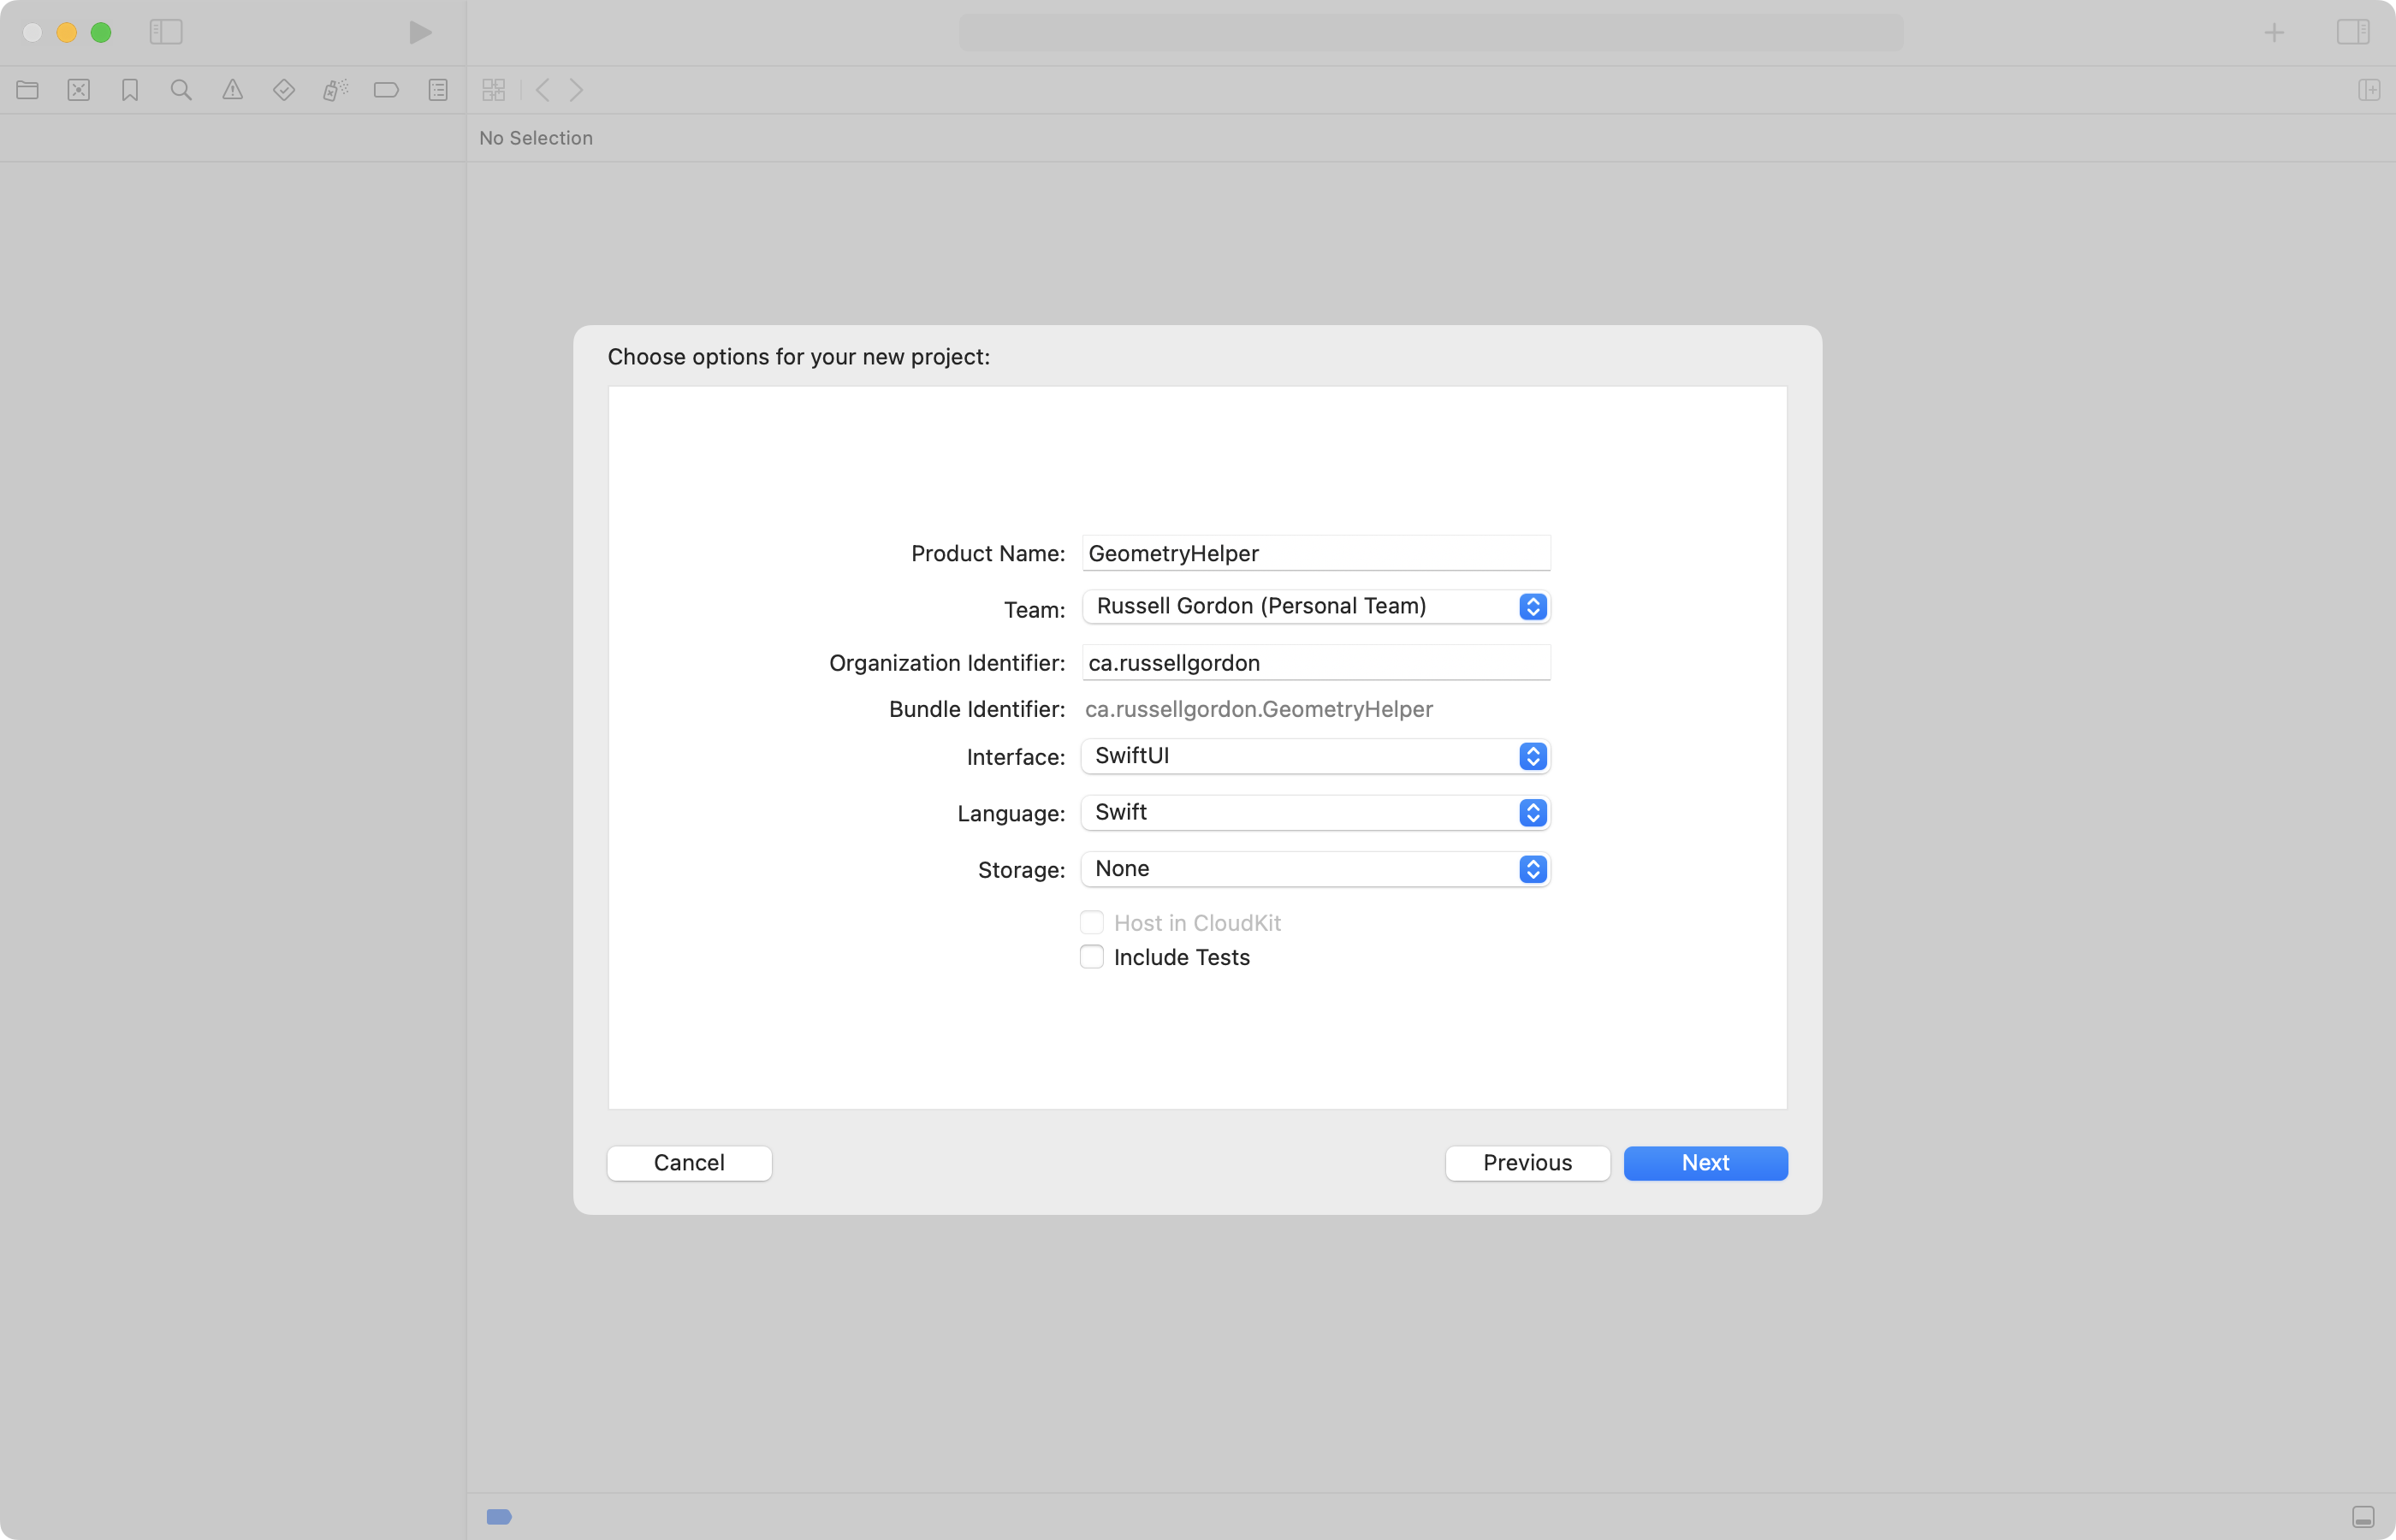 No Selection
Choose options for your new project:
Product Name: GeometryHelper
Team: Russell Gordon (Personal Team)
Organization Identifier: ca.russellgordon
Bundle Identifier: ca.russellgordon.GeometryHelper
Interface: SwiftUI
Language: Swift
Storage: None
Host in CloudKit
Include Tests
Cancel Previous Next